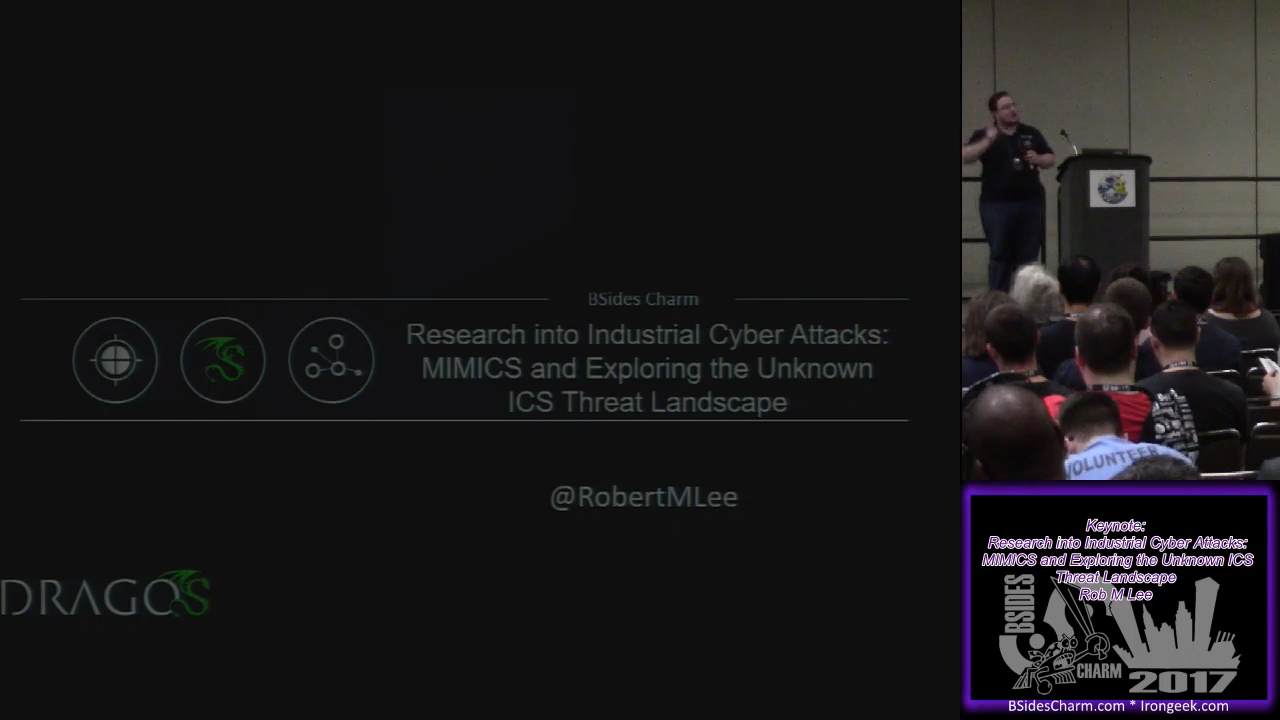 BSides Charm
Research into Industrial Cyber Attacks:
MIMICS and Exploring the Unknown
ICS Threat Landscape
@RobertMLee
DRAGOS
VOLUNTEER
Keynote:
Research into Industrial Cyber Attacks:
MIMICS and Exploring the Unknown ICS
Threat Landscape
Rob M Lee
BSIDES
CHARM
2017
BSidesCharm.com * Irongeek.com